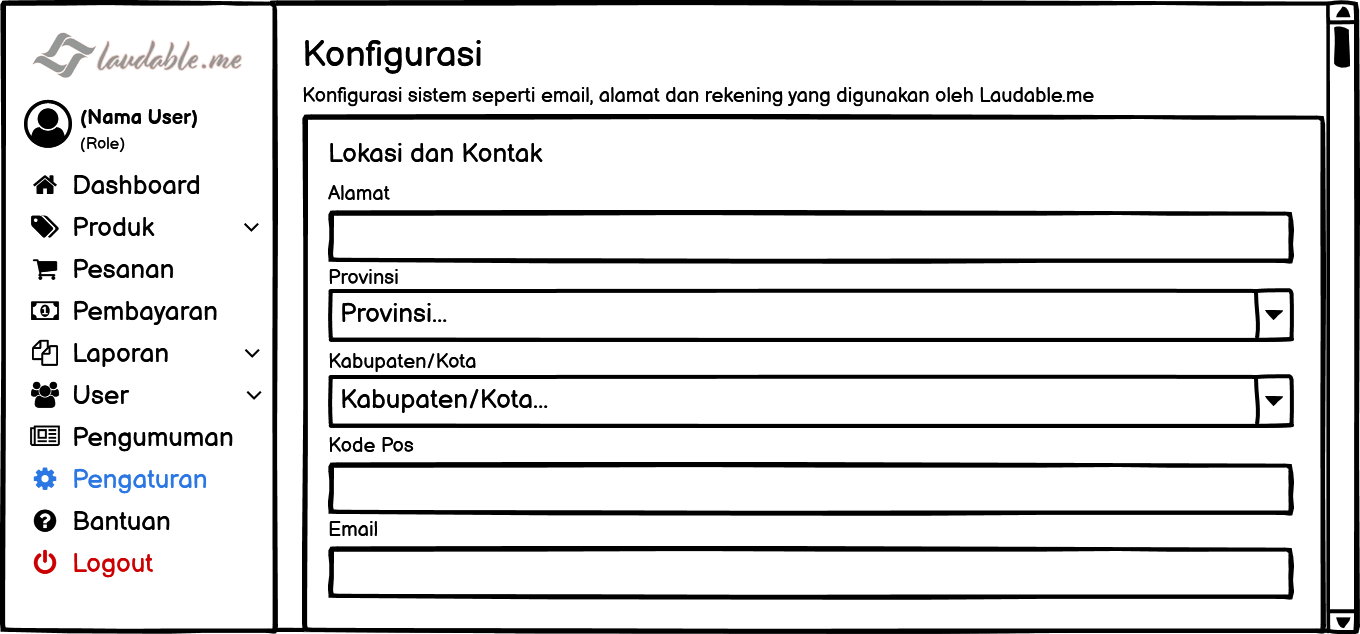 laudable.me
(Nama User)
(Role)
Dashboard
Produk
Pesanan
Pembayaran
Laporan
User
Pengumuman
Pengaturan
Bantuan
Logout
Konfigurasi
Konfigurasi sistem seperti email, alamat dan rekening yang digunakan oleh Laudable.me
Lokasi dan Kontak
Alamat
Provinsi
Provinsi...
Kabupaten/Kota
Kabupaten/Kota...
Kode Pos
Email